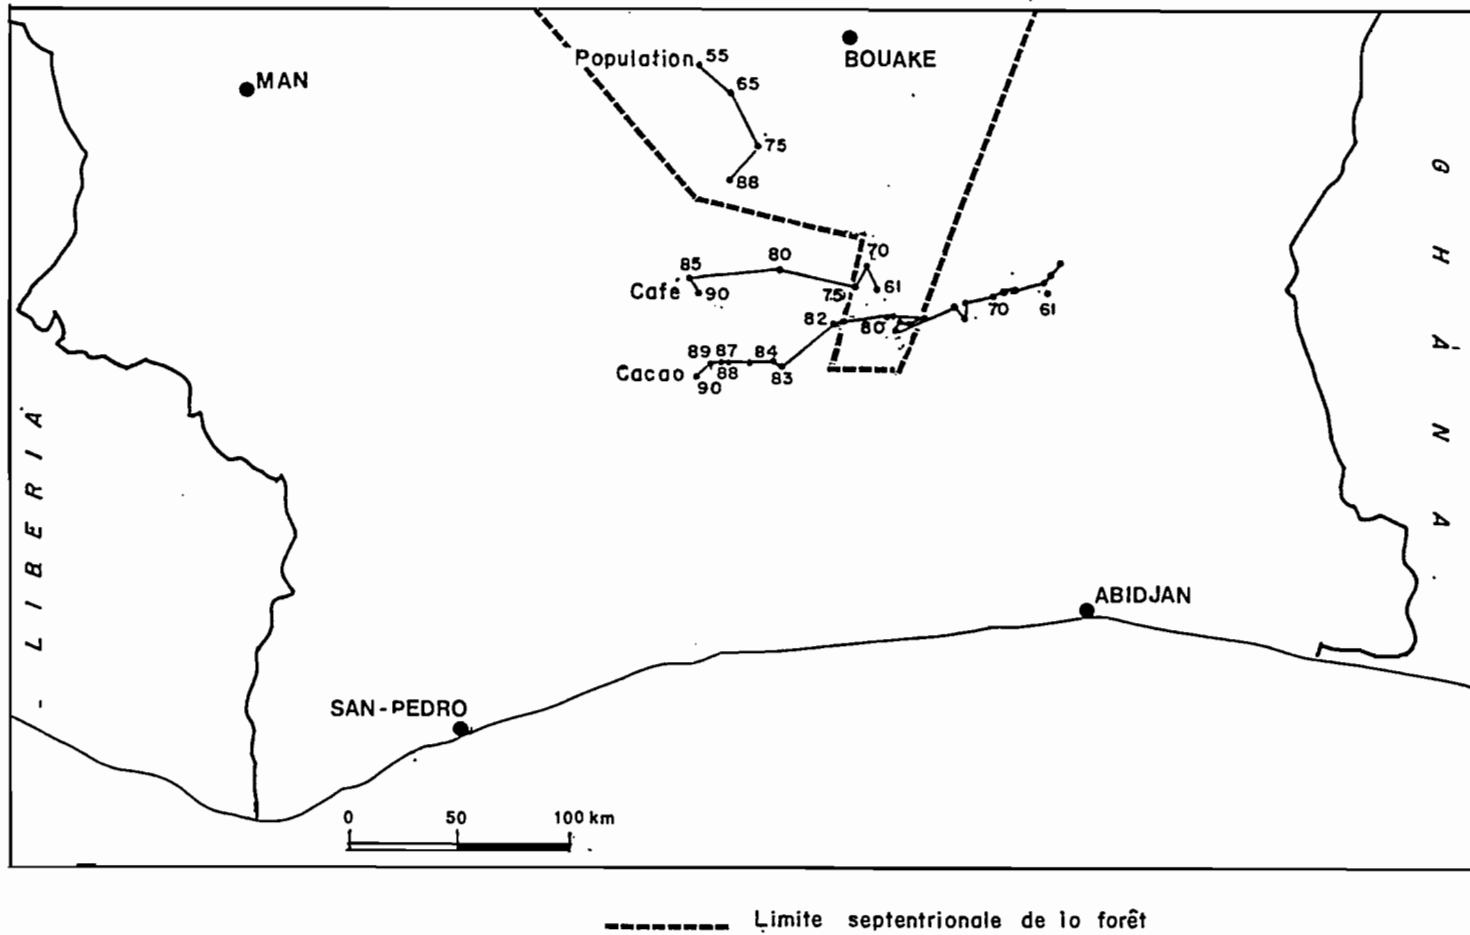 BOUAKE
Population 55
MAN
65
75
88
G H A N A
70
85 80
Café 90 75 61
70 61
82 80
89 87 84
Cacao 88 83
90
- LIBERIA
ABIDJAN
SAN-PEDRO
0 50 100 km
Limite septentrionale de la forêt